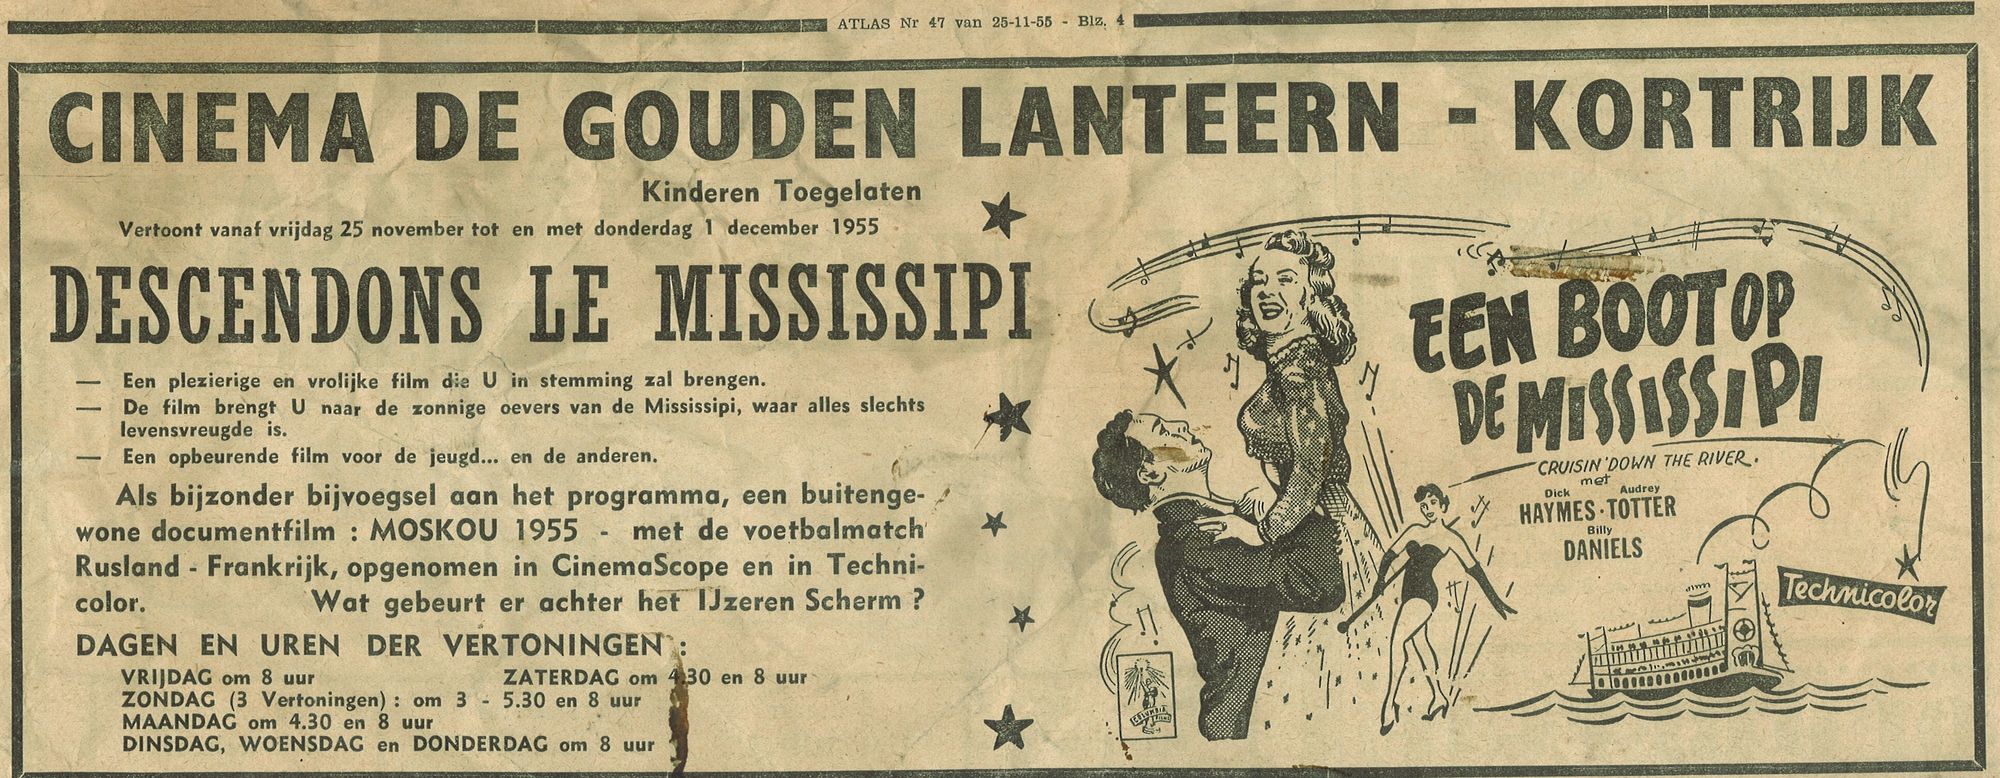 ATLAS Nr 47 van 25-11-55 - Blz. 4
CINEMA DE GOUDEN LANTEERN - KORTRIJK
Kinderen Toegelaten
Vertoont vanaf vrijdag 25 november tot en met donderdag 1 december 1955
DESCENDONS LE MISSISSIPI
— Een plezierige en vrolijke film die U in stemming zal brengen.
— De film brengt U naar de zonnige oevers van de Mississipi, waar alles slechts
levensvreugde is.
— Een opbeurende film voor de jeugd... en de anderen.
Als bijzonder bijvoegsel aan het programma, een buitenge-
wone documentfilm : MOSKOU 1955 - met de voetbalmatch
Rusland - Frankrijk, opgenomen in CinemaScope en in Techni-
color. Wat gebeurt er achter het IJzeren Scherm ?
DAGEN EN UREN DER VERTONINGEN :
VRIJDAG om 8 uur ZATERDAG om 4.30 en 8 uur
ZONDAG (3 Vertoningen) : om 3 - 5.30 en 8 uur
MAANDAG om 4.30 en 8 uur
DINSDAG, WOENSDAG en DONDERDAG om 8 uur
EEN BOOT OP
DE MISSISSIPI
CRUISIN' DOWN THE RIVER.
met
Dick Audrey
HAYMES · TOTTER
Billy
DANIELS
Technicolor
COLUMBIA
FILMS